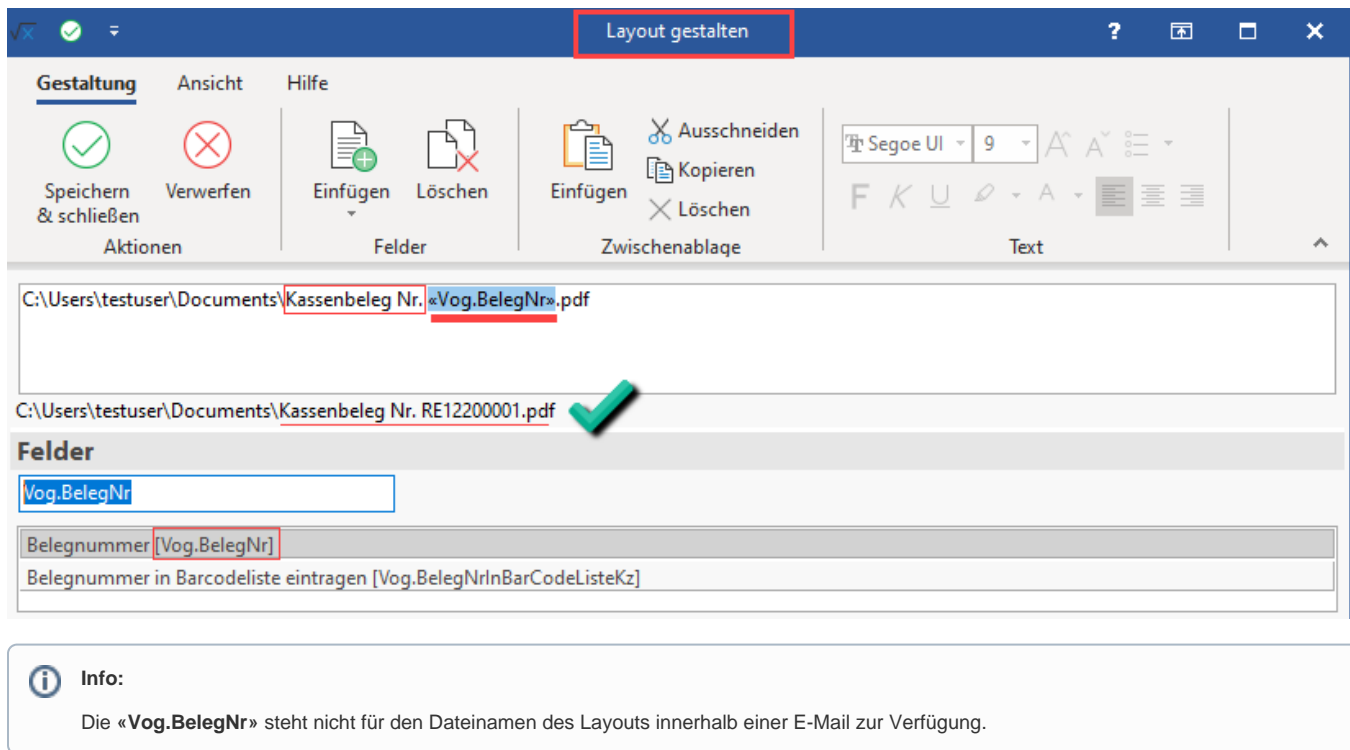 Layout gestalten
Gestaltung Ansicht Hilfe
Speichern & schließen
Verwerfen
Aktionen
Einfügen
Löschen
Felder
Einfügen
Ausschneiden
Kopieren
Löschen
Zwischenablage
Segoe UI 9
F K U A
Text
C:\Users\testuser\Documents\Kassenbeleg Nr. «Vog.BelegNr».pdf
C:\Users\testuser\Documents\Kassenbeleg Nr. RE12200001.pdf
Felder
Vog.BelegNr
Belegnummer [Vog.BelegNr]
Belegnummer in Barcodeliste eintragen [Vog.BelegNrInBarCodeListeKz]
Info:
Die «Vog.BelegNr» steht nicht für den Dateinamen des Layouts innerhalb einer E-Mail zur Verfügung.